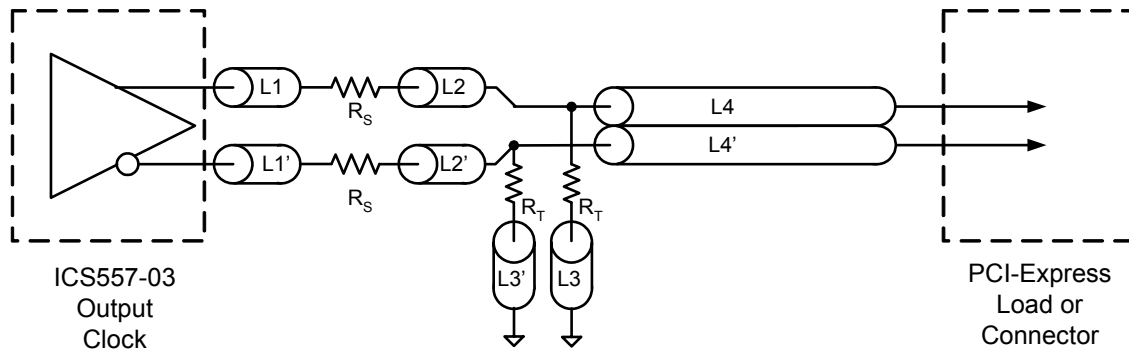 L1
R_S
L2
L4
L1'
R_S
L2'
L4'
R_T
R_T
L3'
L3
ICS557-03
Output
Clock
PCI-Express
Load or
Connector